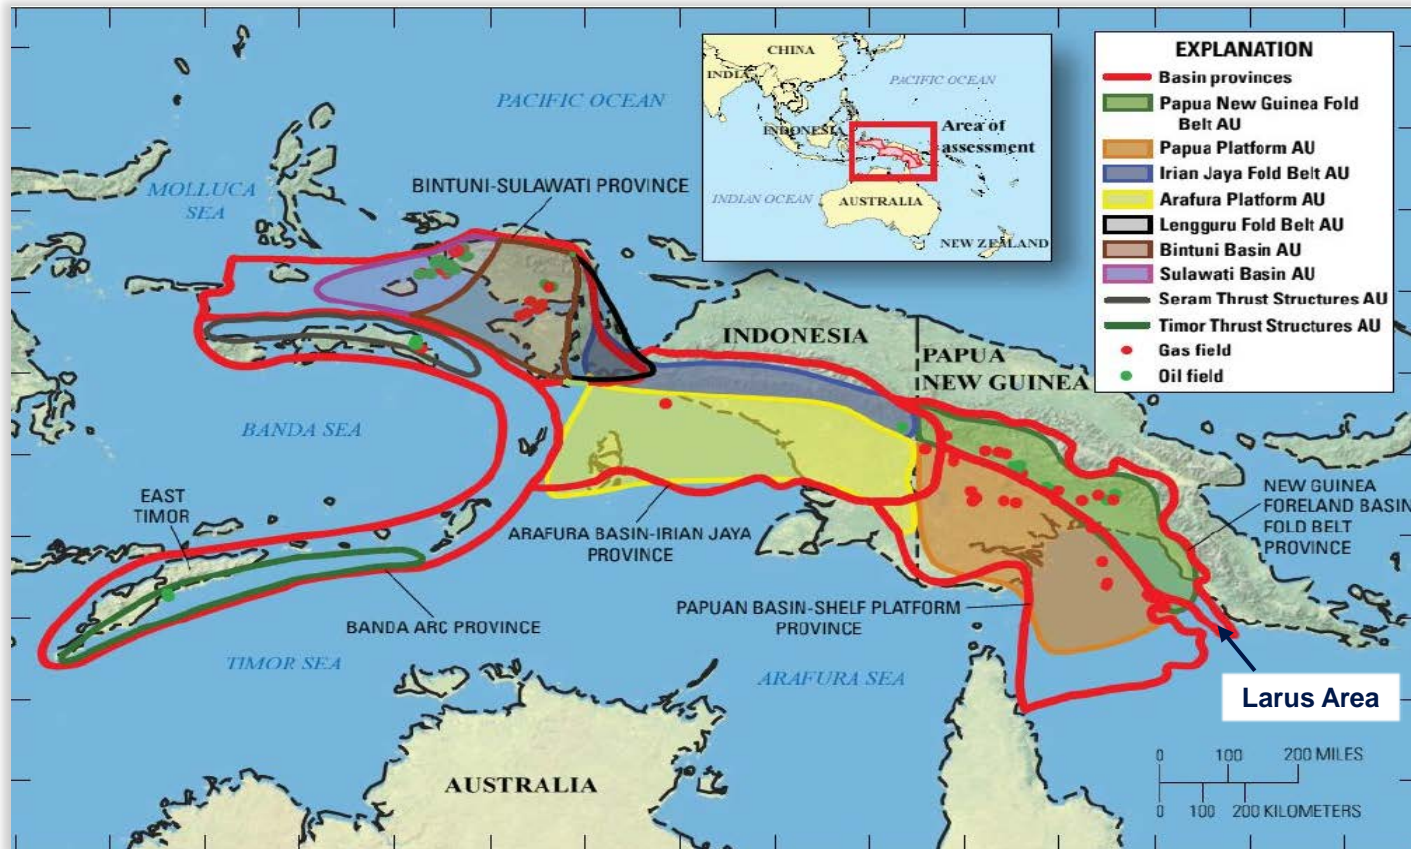 CHINA
INDIA
PACIFIC OCEAN
INDONESIA
Area of
assessment
INDIAN OCEAN
AUSTRALIA
NEW ZEALAND
EXPLANATION
Basin provinces
Papua New Guinea Fold
Belt AU
Papua Platform AU
Irian Jaya Fold Belt AU
Arafura Platform AU
Lengguru Fold Belt AU
Bintuni Basin AU
Sulawati Basin AU
Seram Thrust Structures AU
Timor Thrust Structures AU
Gas field
Oil field
PACIFIC OCEAN
MOLUCCA
SEA
BINTUNI-SULAWATI PROVINCE
INDONESIA
PAPUA
NEW GUINEA
BANDA SEA
EAST
TIMOR
ARAFURA BASIN-IRIAN JAYA
PROVINCE
NEW GUINEA
FORELAND BASIN
FOLD BELT
PROVINCE
PAPUAN BASIN-SHELF PLATFORM
PROVINCE
BANDA ARC PROVINCE
TIMOR SEA
ARAFURA SEA
Larus Area
AUSTRALIA
0 100 200 MILES
0 100 200 KILOMETERS